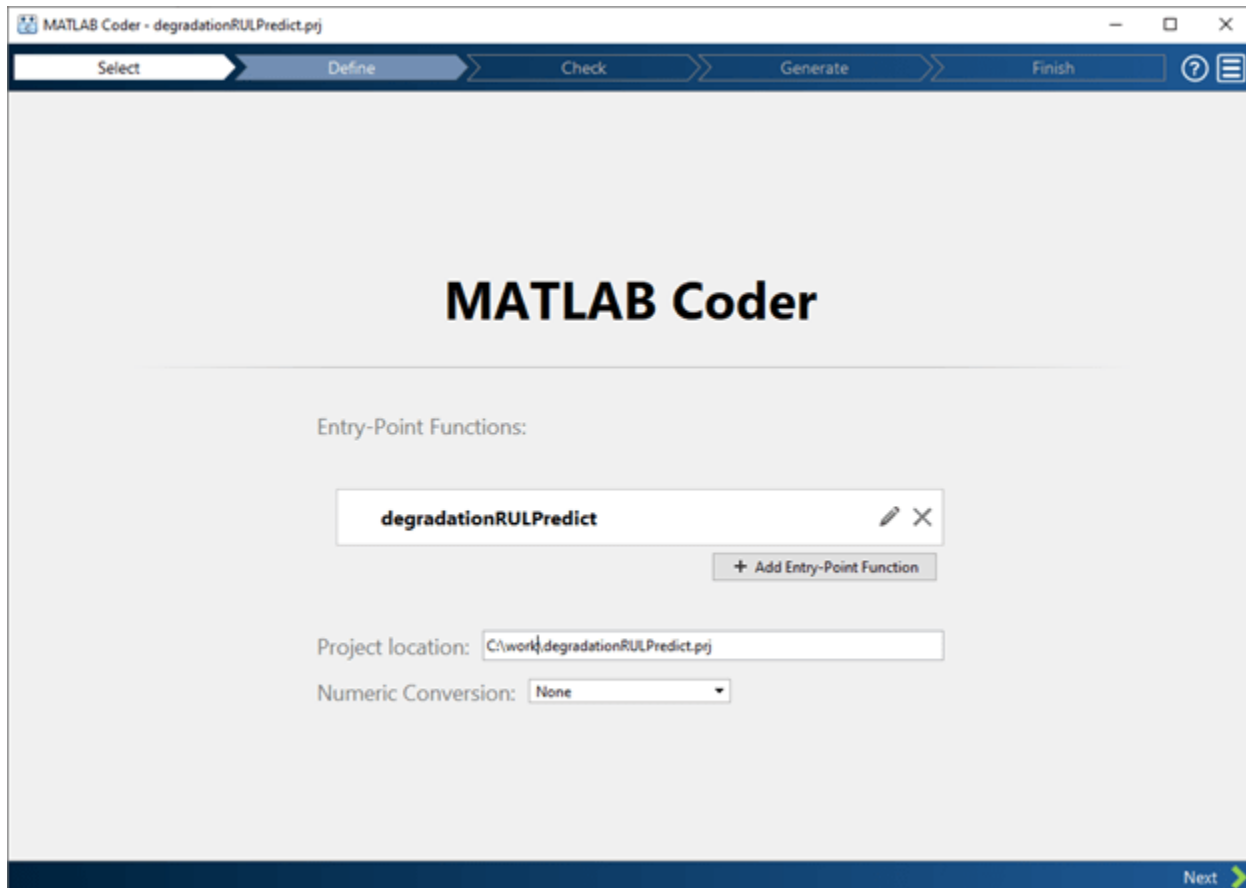 MATLAB Coder - degradationRULPredict.prj
Select Define Check Generate Finish
MATLAB Coder
Entry-Point Functions:
degradationRULPredict
+ Add Entry-Point Function
Project location: C:\work\degradationRULPredict.prj
Numeric Conversion: None
Next